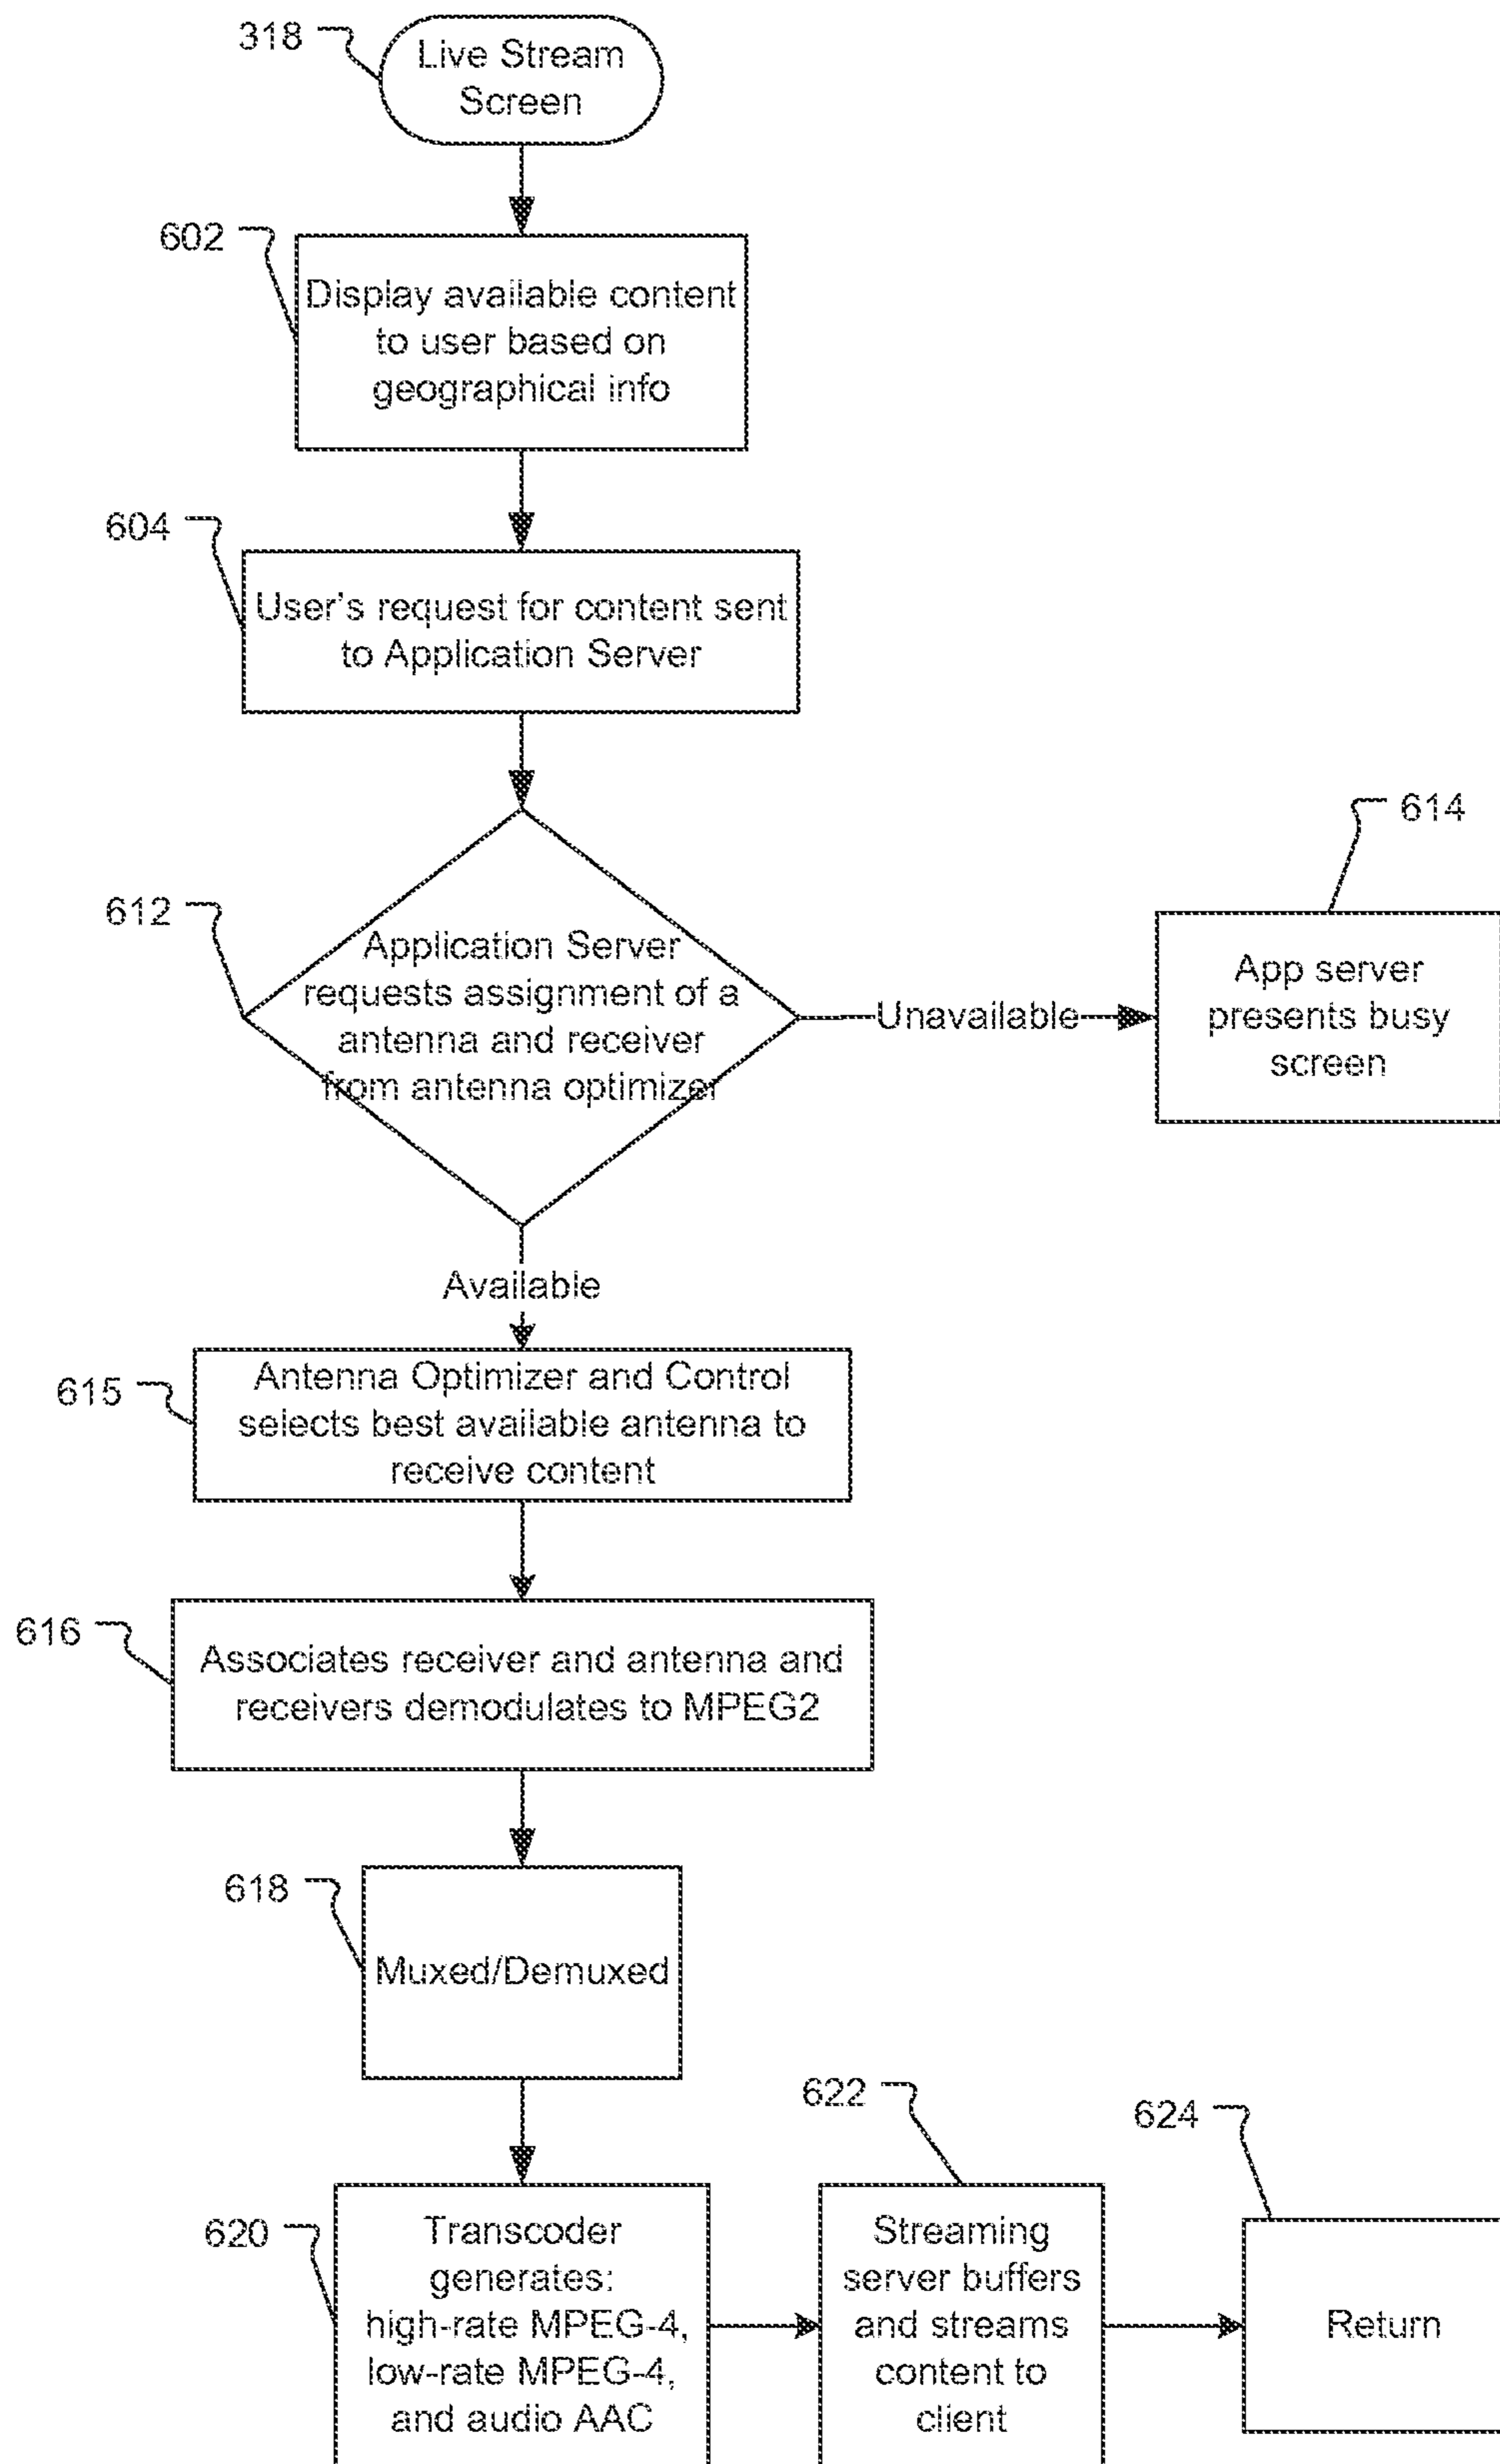 318
Live Stream
Screen
602
Display available content
to user based on
geographical info
604
User's request for content sent
to Application Server
612
Application Server
requests assignment of a
antenna and receiver
from antenna optimizer
Unavailable
614
App server
presents busy
screen
Available
615
Antenna Optimizer and Control
selects best available antenna to
receive content
616
Associates receiver and antenna and
receivers demodulates to MPEG2
618
Muxed/Demuxed
620
Transcoder
generates:
high-rate MPEG-4,
low-rate MPEG-4,
and audio AAC
622
Streaming
server buffers
and streams
content to
client
624
Return